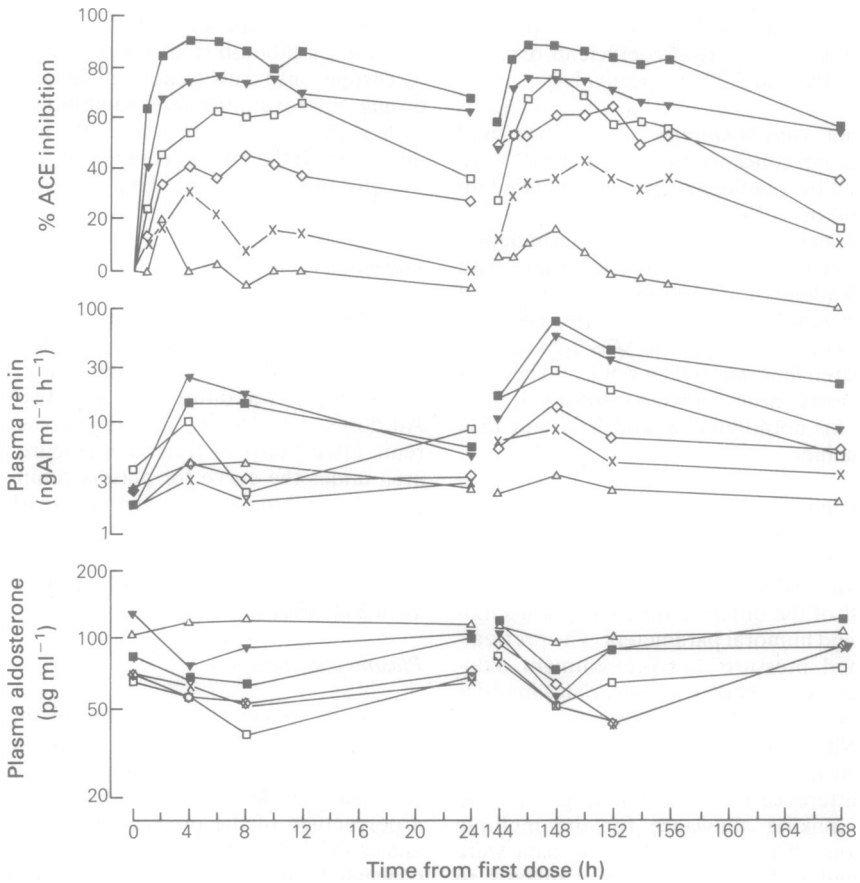 100
80
60
40
20
0
% ACE inhibition
100
30
10
3
1
Plasma renin
(ngAI ml⁻¹ h⁻¹)
200
100
50
20
Plasma aldosterone
(pg ml⁻¹)
0 4 8 12 16 20 24 144 148 152 156 160 164 168
Time from first dose (h)